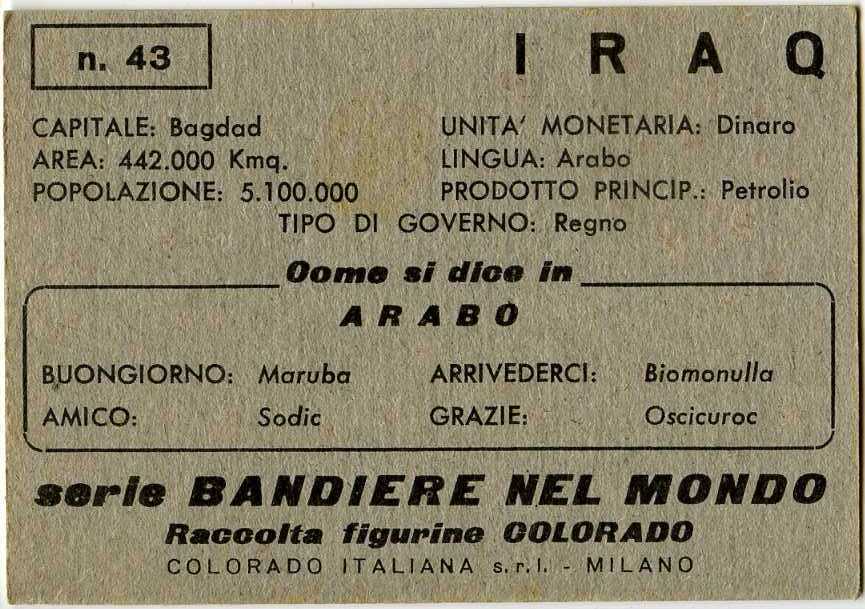 n. 43
IRAQ
CAPITALE: Bagdad
UNITA' MONETARIA: Dinaro
AREA: 442.000 Kmq.
LINGUA: Arabo
POPOLAZIONE: 5.100.000
PRODOTTO PRINCIP.: Petrolio
TIPO DI GOVERNO: Regno
Come si dice in
ARABO
BUONGIORNO: Maruba
ARRIVEDERCI: Biomonulla
AMICO: Sodic
GRAZIE: Oscicuroc
serie BANDIERE NEL MONDO
Raccolta figurine COLORADO
COLORADO ITALIANA s.r.l. - MILANO